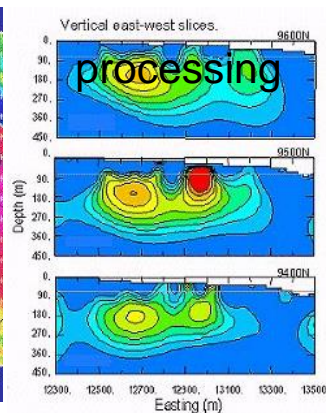 Vertical east-west slices.
9600N
0.
90.
180.
270.
360.
450.
processing
9500N
0.
90.
180.
270.
360.
450.
Depth (m)
9400N
0.
90.
180.
270.
360.
450.
12300. 12500. 12700. 12900. 13100. 13300. 13500
Easting (m)